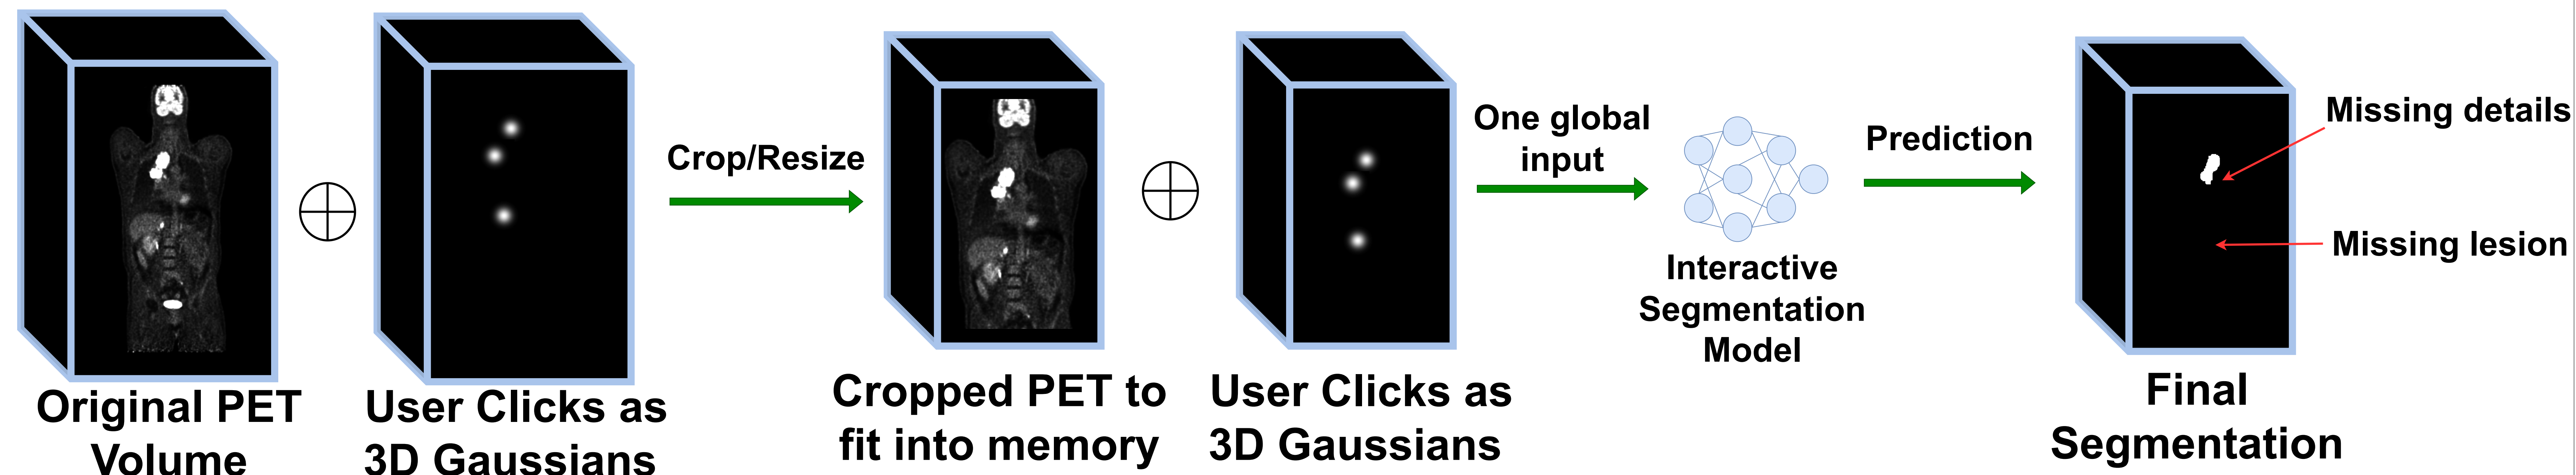 Original PET
Volume
User Clicks as
3D Gaussians
Crop/Resize
Cropped PET to
fit into memory
User Clicks as
3D Gaussians
One global
input
Interactive
Segmentation
Model
Prediction
Final
Segmentation
Missing details
Missing lesion